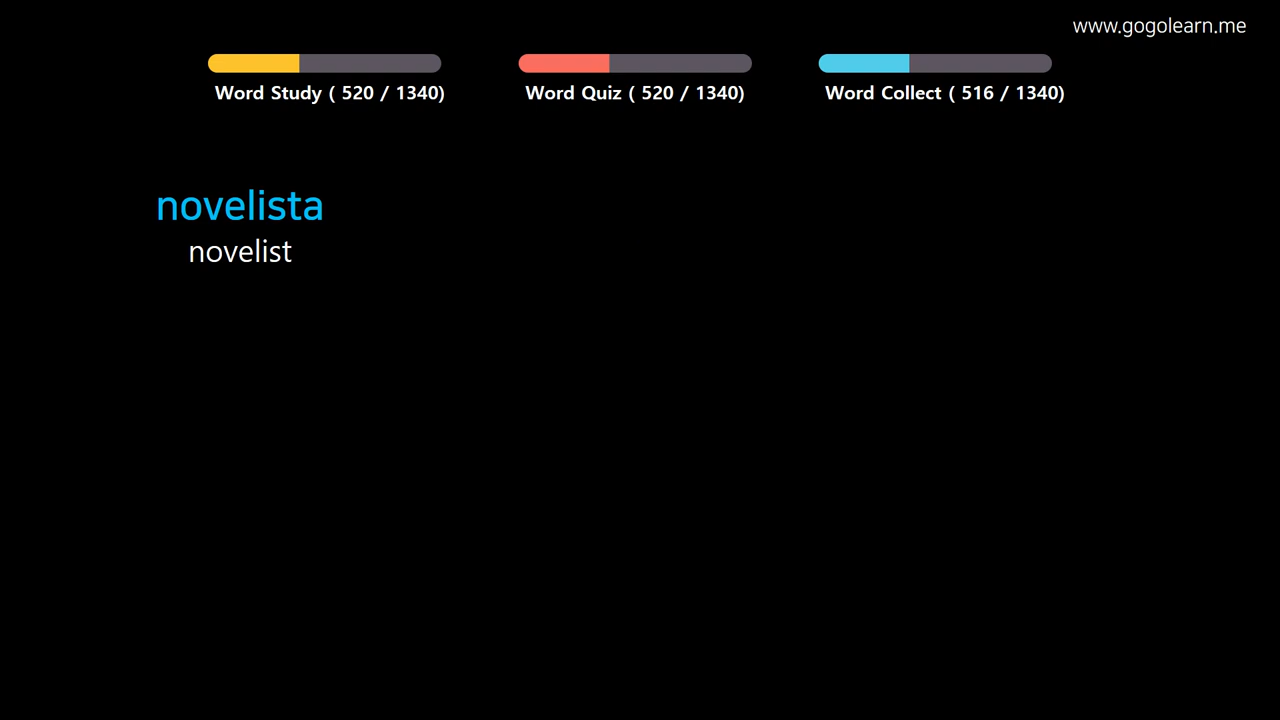 www.gogolearn.me
Word Study ( 520 / 1340)
Word Quiz ( 520 / 1340)
Word Collect ( 516 / 1340)
novelista
novelist